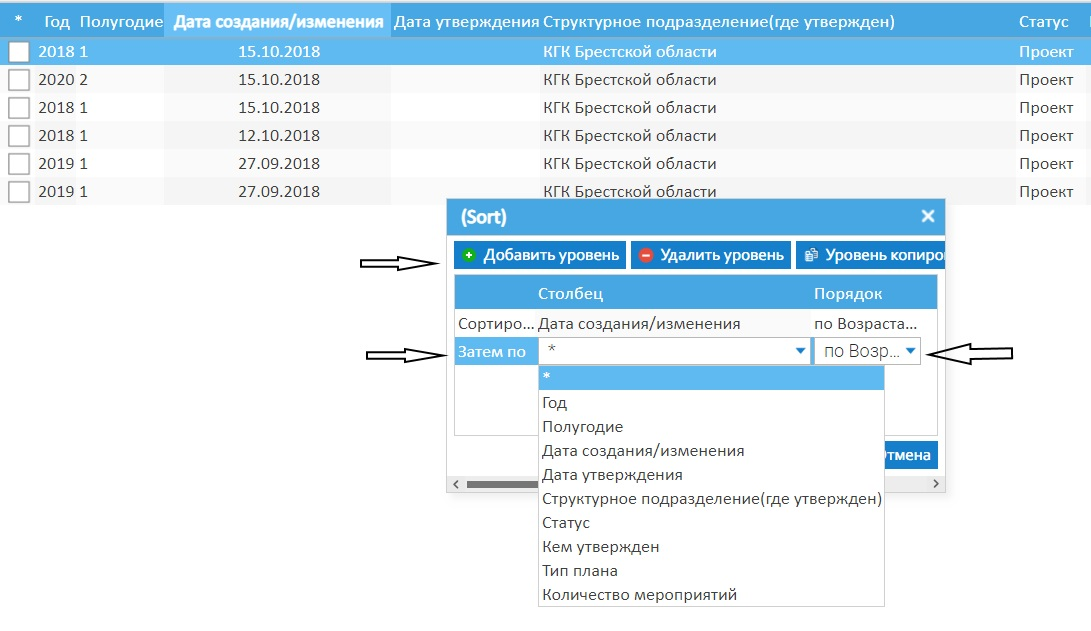 * Год Полугодие Дата создания/изменения Дата утверждения Структурное подразделение(где утвержден) Статус
2018 1 15.10.2018 КГК Брестской области Проект
2020 2 15.10.2018 КГК Брестской области Проект
2018 1 15.10.2018 КГК Брестской области Проект
2018 1 12.10.2018 КГК Брестской области Проект
2019 1 27.09.2018 КГК Брестской области Проект
2019 1 27.09.2018 КГК Брестской области Проект
(Sort)
Добавить уровень Удалить уровень Уровень копиро
Столбец Порядок
Сортиро... Дата создания/изменения по Возраста...
Затем по * по Возр...
*
Год
Полугодие
Дата создания/изменения
Дата утверждения
Структурное подразделение(где утвержден)
Статус
Кем утвержден
Тип плана
Количество мероприятий
тмена